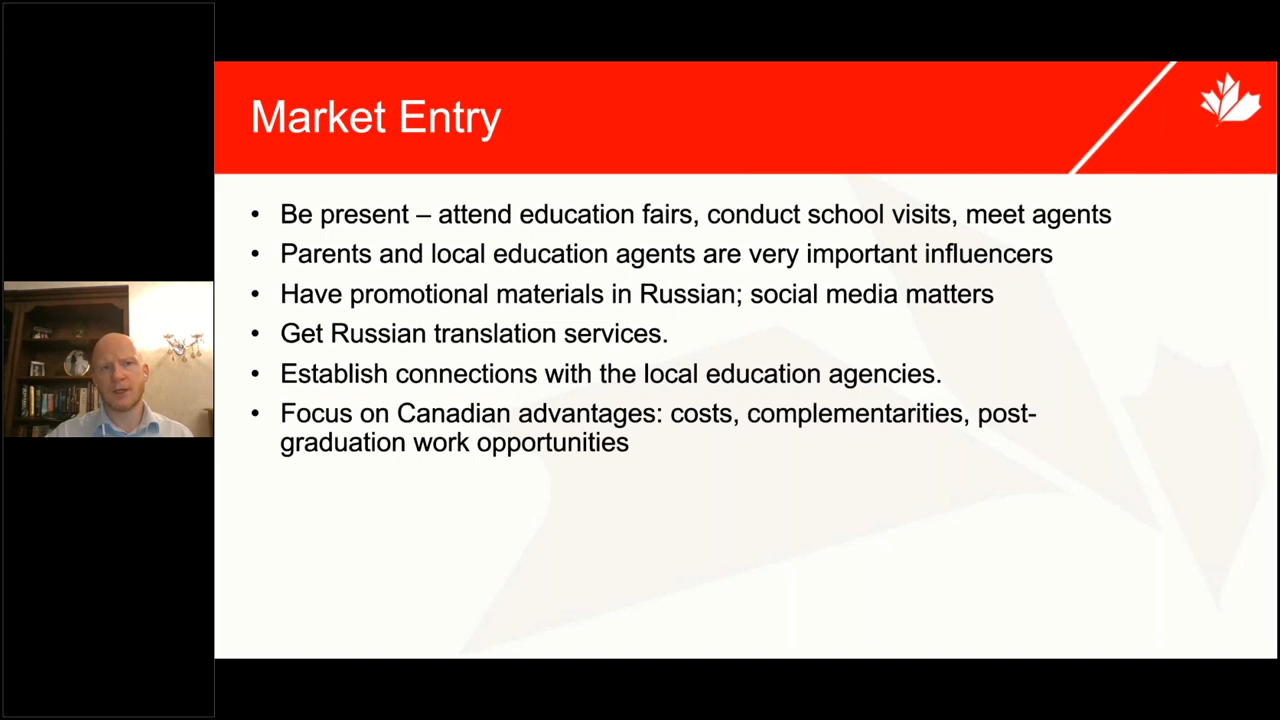 Market Entry
• Be present – attend education fairs, conduct school visits, meet agents
• Parents and local education agents are very important influencers
• Have promotional materials in Russian; social media matters
• Get Russian translation services.
• Establish connections with the local education agencies.
• Focus on Canadian advantages: costs, complementarities, post-
graduation work opportunities